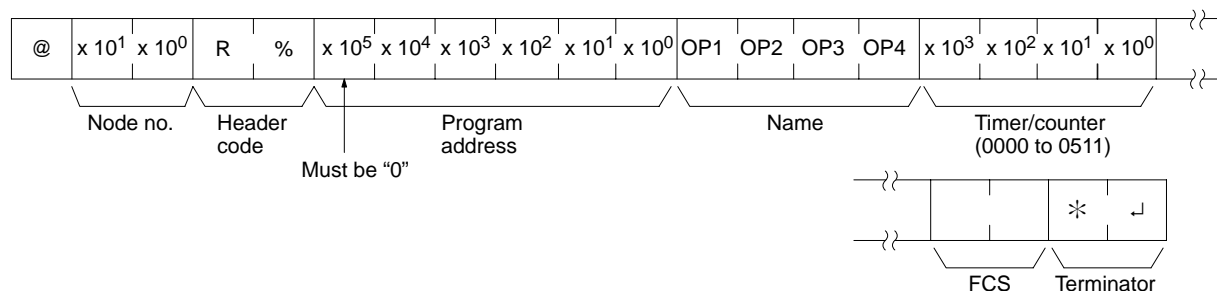 @ x 10¹ x 10⁰ R % x 10⁵ x 10⁴ x 10³ x 10² x 10¹ x 10⁰ OP1 OP2 OP3 OP4 x 10³ x 10² x 10¹ x 10⁰
Node no. Header code Program address Name Timer/counter (0000 to 0511)
Must be “0”
* ↵
FCS Terminator